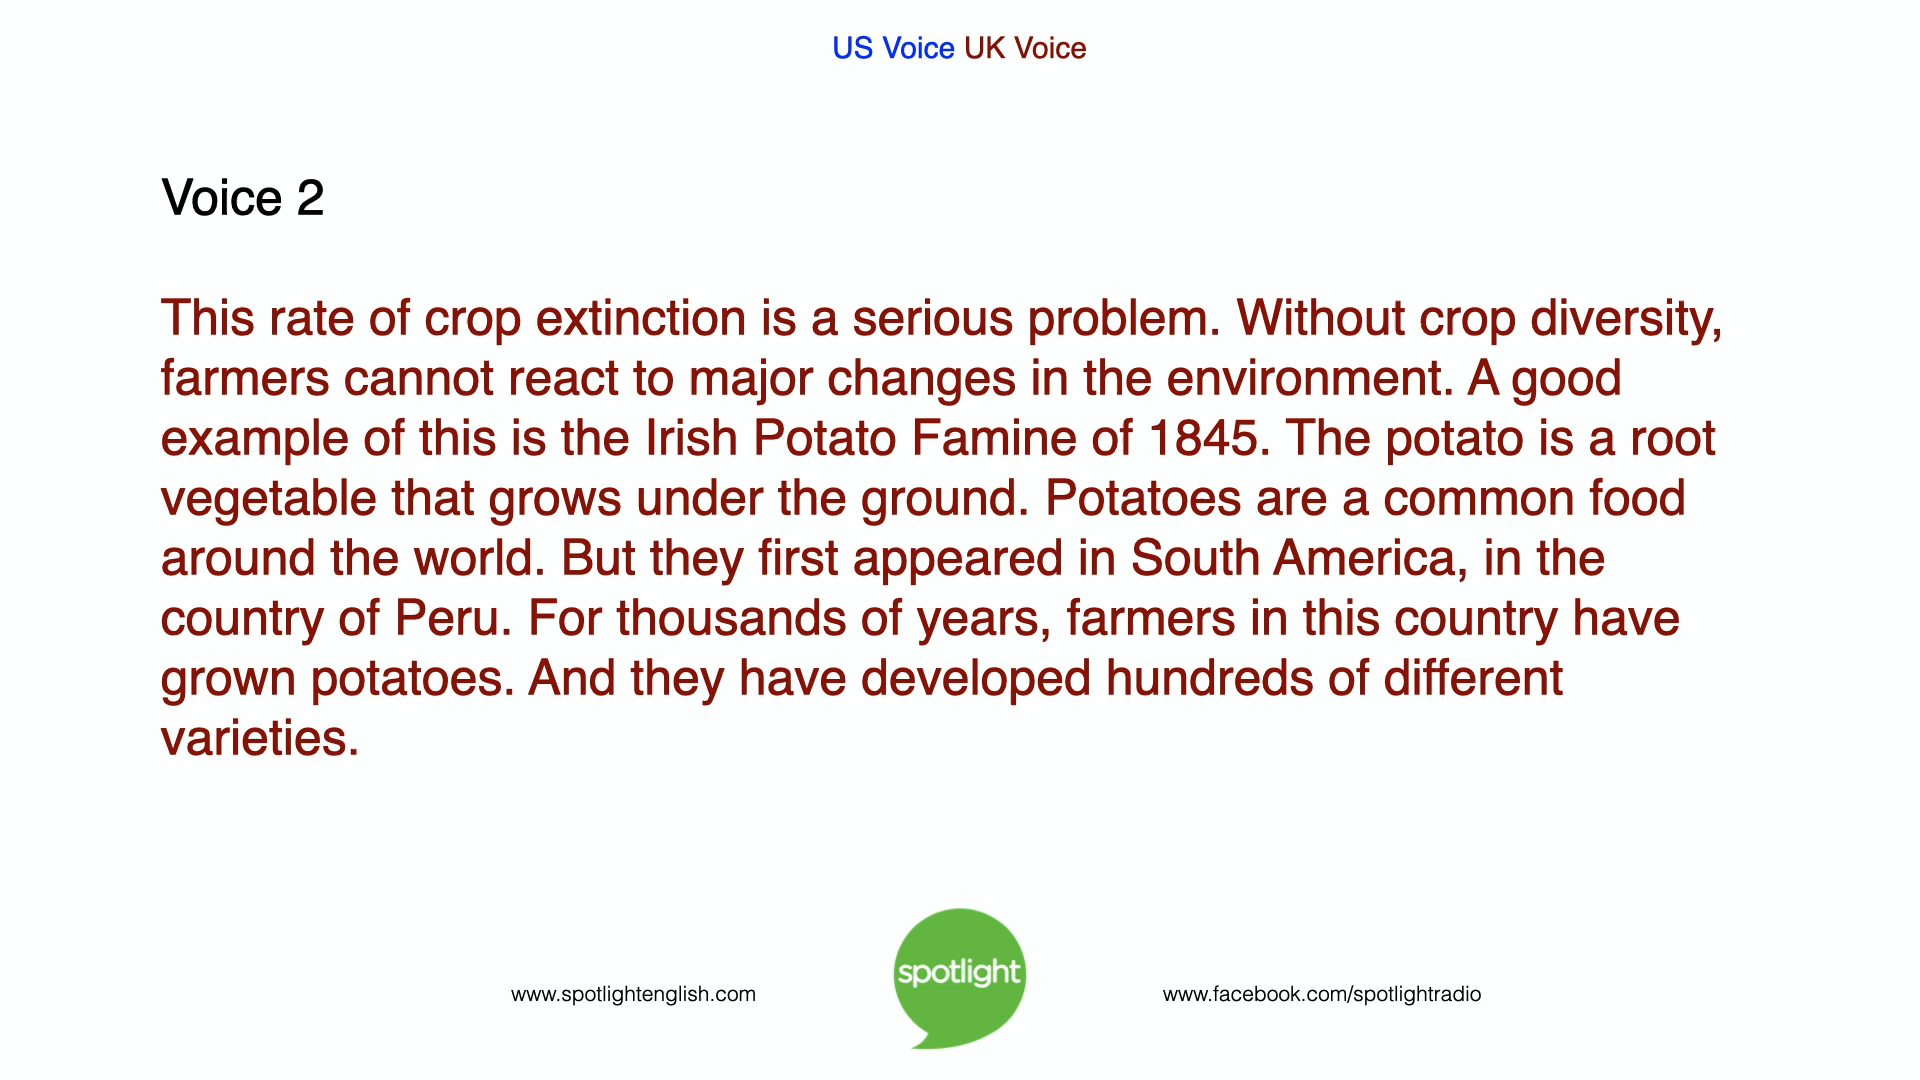 US Voice UK Voice
Voice 2
This rate of crop extinction is a serious problem. Without crop diversity,
farmers cannot react to major changes in the environment. A good
example of this is the Irish Potato Famine of 1845. The potato is a root
vegetable that grows under the ground. Potatoes are a common food
around the world. But they first appeared in South America, in the
country of Peru. For thousands of years, farmers in this country have
grown potatoes. And they have developed hundreds of different
varieties.
www.spotlightenglish.com
spotlight
www.facebook.com/spotlightradio